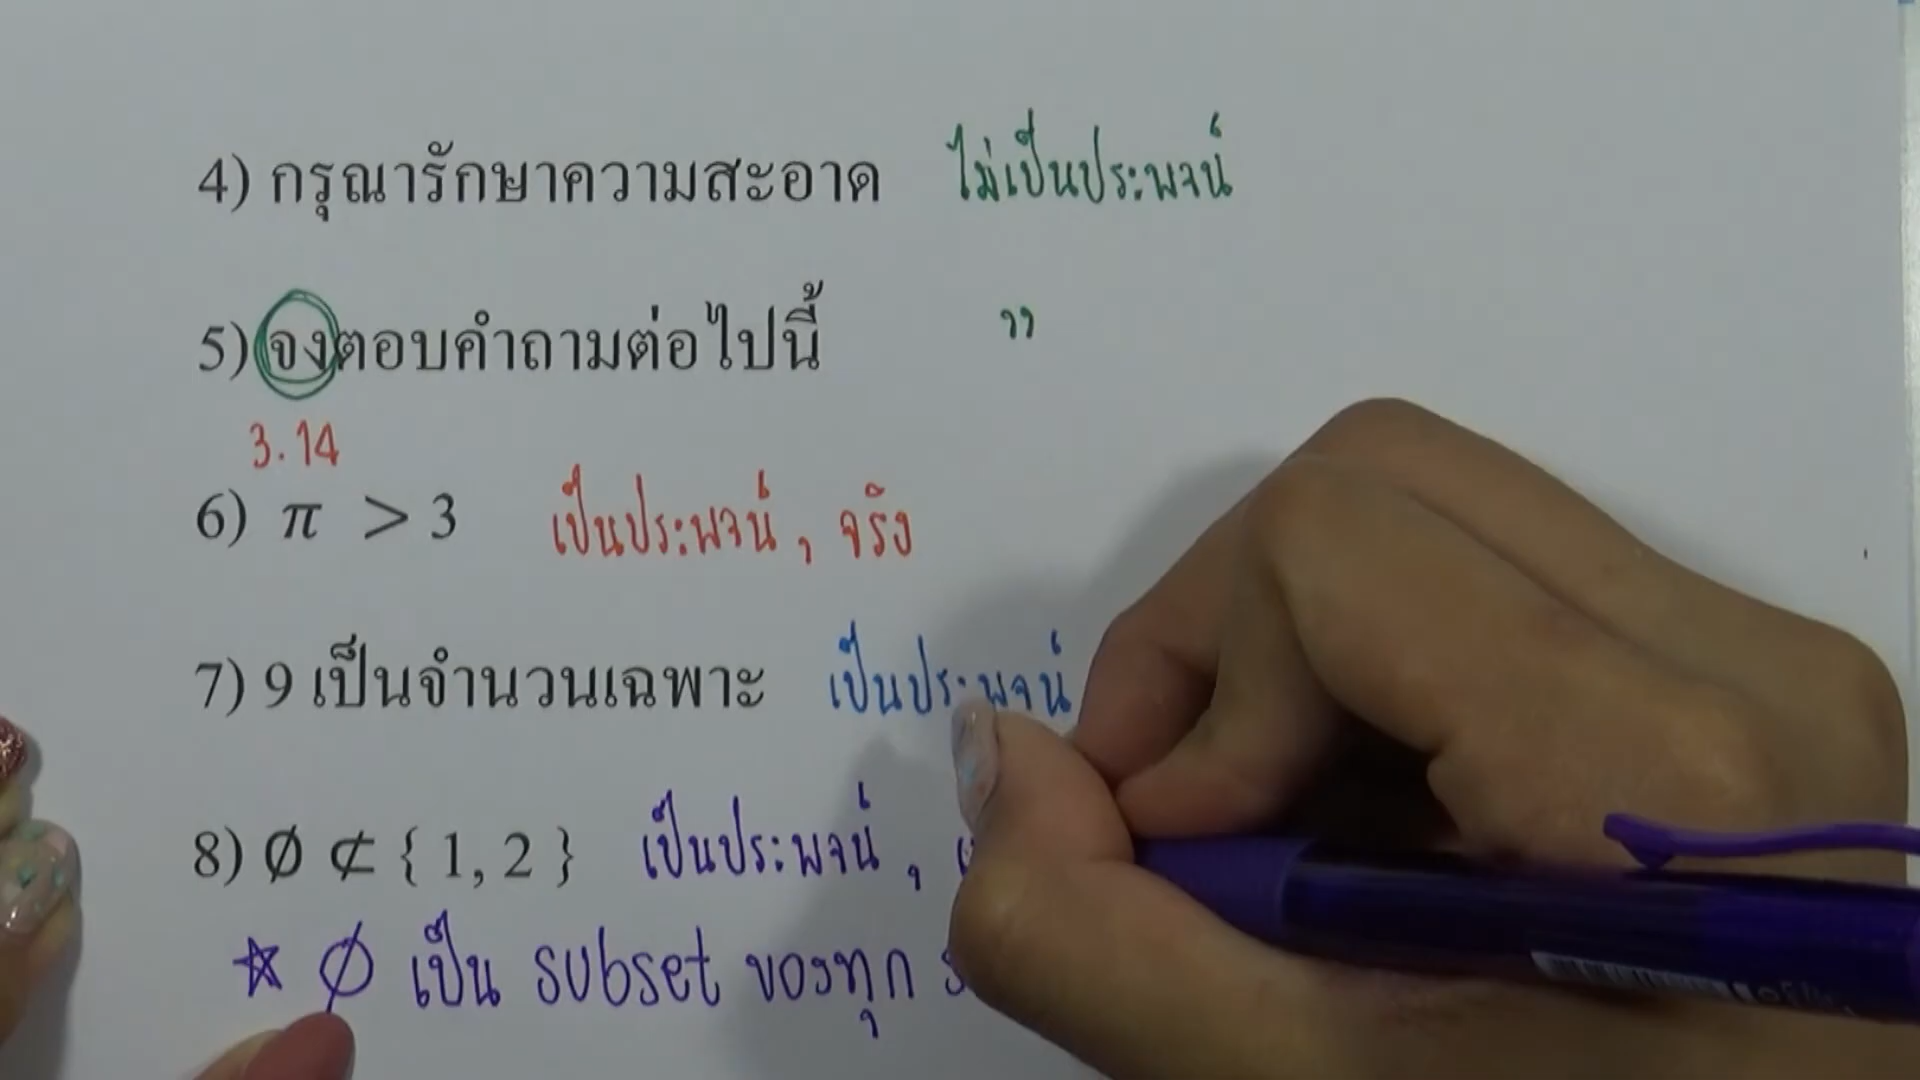 4) กรุณารักษาความสะอาด ไม่เป็นประพจน์
5) จงตอบคำถามต่อไปนี้ "
3.14
6) π > 3 เป็นประพจน์ , จริง
7) 9 เป็นจำนวนเฉพาะ เป็นประพจน์
8) ∅ ⊄ { 1, 2 } เป็นประพจน์ ,
☆ ∅ เป็น subset ของทุก